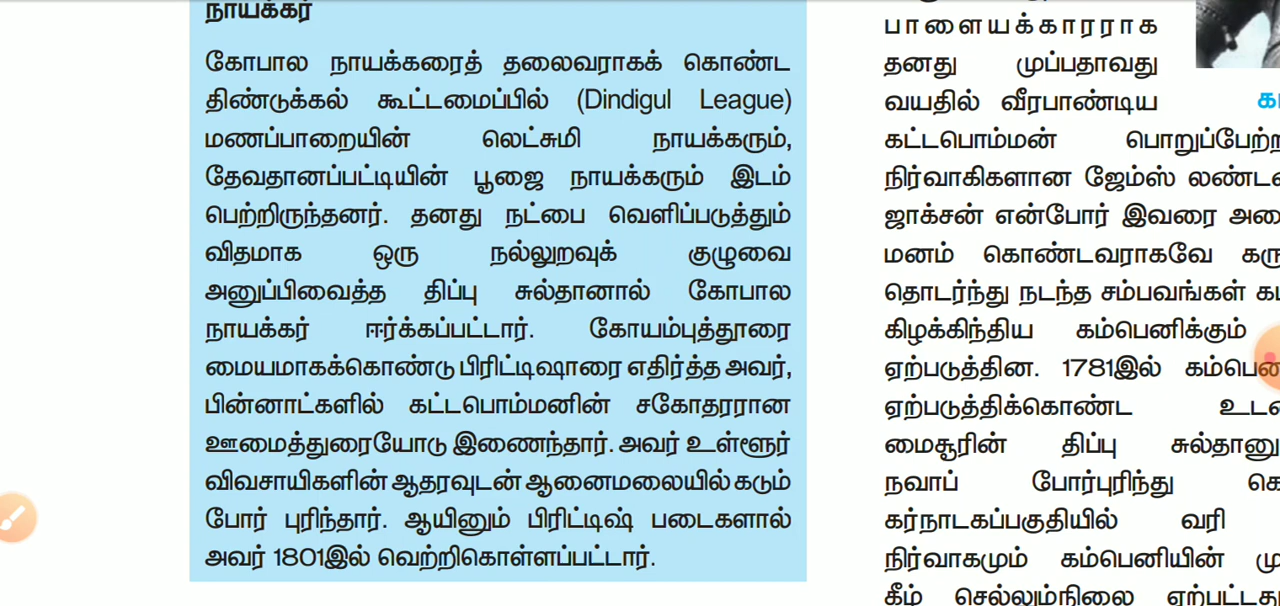 நாயக்கர்
கோபால நாயக்கரைத் தலைவராகக் கொண்ட
திண்டுக்கல் கூட்டமைப்பில் (Dindigul League)
மணப்பாறையின் லெட்சுமி நாயக்கரும்,
தேவதானப்பட்டியின் பூஜை நாயக்கரும் இடம்
பெற்றிருந்தனர். தனது நட்பை வெளிப்படுத்தும்
விதமாக ஒரு நல்லுறவுக் குழுவை
அனுப்பிவைத்த திப்பு சுல்தானால் கோபால
நாயக்கர் ஈர்க்கப்பட்டார். கோயம்புத்தூரை
மையமாகக்கொண்டு பிரிட்டிஷாரை எதிர்த்த அவர்,
பின்னாட்களில் கட்டபொம்மனின் சகோதரரான
ஊமைத்துரையோடு இணைந்தார். அவர் உள்ளூர்
விவசாயிகளின் ஆதரவுடன் ஆனைமலையில் கடும்
போர் புரிந்தார். ஆயினும் பிரிட்டிஷ் படைகளால்
அவர் 1801இல் வெற்றிகொள்ளப்பட்டார்.
பாளையக்காரராக
தனது முப்பதாவது
வயதில் வீரபாண்டிய
கட்டபொம்மன்
நிர்வாகிகளான ஜேம்ஸ்
ஜாக்சன் என்போர் இவரை
மனம் கொண்டவராகவே
தொடர்ந்து நடந்த சம்பவங்கள்
கிழக்கிந்திய கம்பெனிக்கும்
ஏற்படுத்தின. 1781இல்
ஏற்படுத்திக்கொண்ட
மைசூரின் திப்பு
நவாப் போர்புரிந்து
கர்நாடகப்பகுதியில் வரி
நிர்வாகமும் கம்பெனியின்
கீழ் செல்லும்நிலை